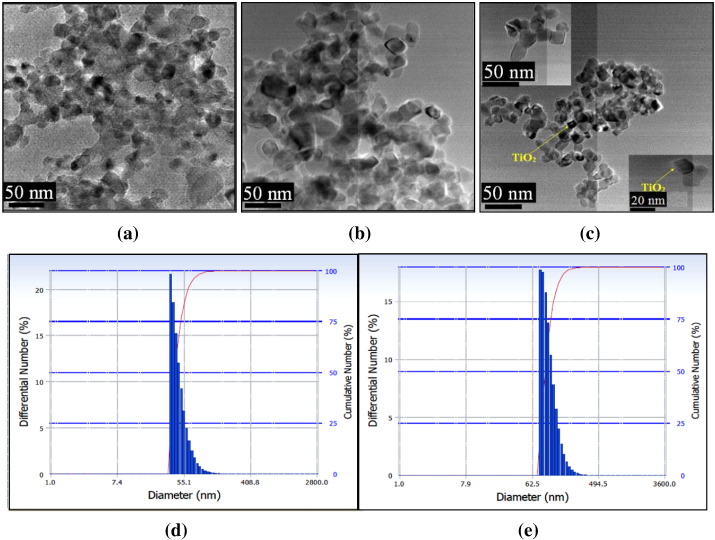 50 nm
50 nm
50 nm
TiO₂
50 nm
TiO₂
20 nm
(a)
(b)
(c)
Differential Number (%)
20
15
10
5
0
100
75
50
25
0
Cumulative Number (%)
1.0
7.4
55.1
408.8
2800.0
Diameter (nm)
Differential Number (%)
15
10
5
0
100
75
50
25
0
Cumulative Number (%)
1.0
7.9
62.5
494.5
3600.0
Diameter (nm)
(d)
(e)